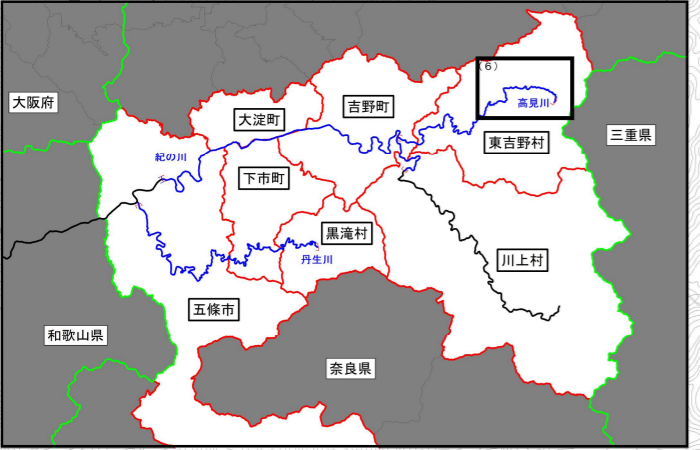 (6)
高見川
大阪府
吉野町
大淀町
三重県
東吉野村
紀の川
下市町
黒滝村
丹生川
川上村
五條市
和歌山県
奈良県